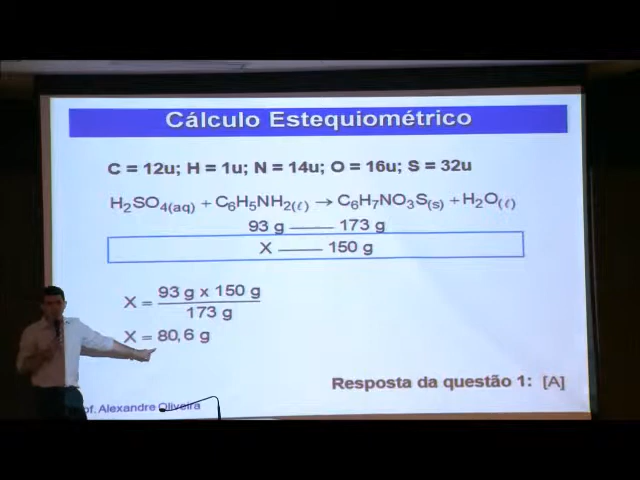 Cálculo Estequiométrico
C = 12u; H = 1u; N = 14u; O = 16u; S = 32u
H₂SO₄(aq) + C₆H₅NH₂(ℓ) → C₆H₇NO₃S(s) + H₂O(ℓ)
93 g —— 173 g
X —— 150 g
X = 93 g x 150 g / 173 g
X = 80,6 g
Resposta da questão 1: [A]
of. Alexandre Oliveira